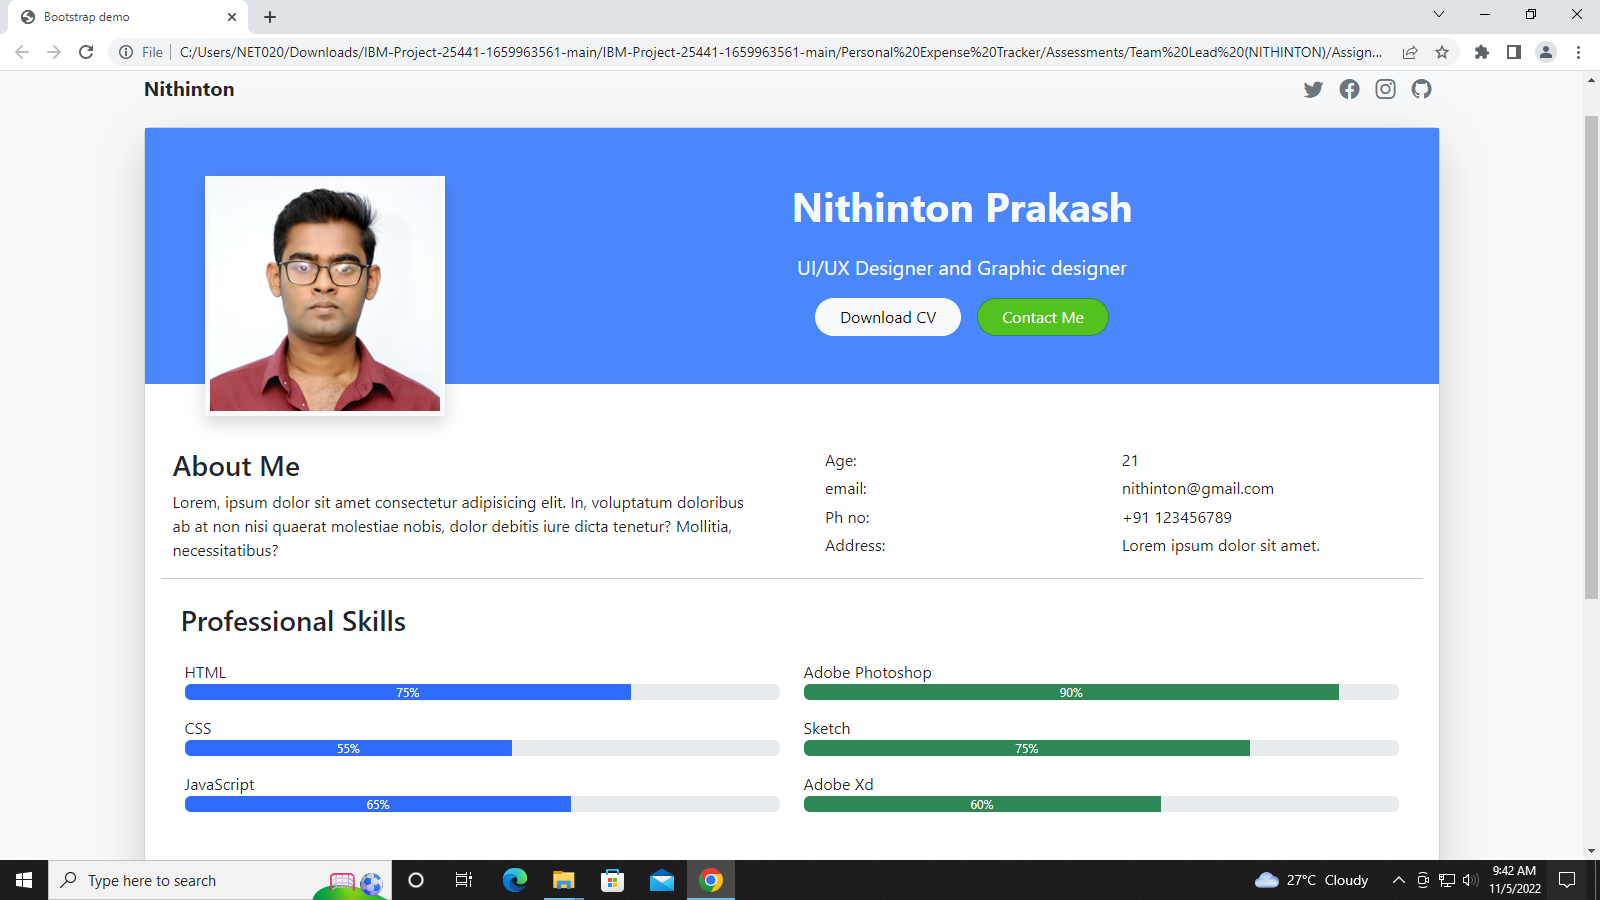 Bootstrap demo
File C:/Users/NET020/Downloads/IBM-Project-25441-1659963561-main/IBM-Project-25441-1659963561-main/Personal%20Expense%20Tracker/Assessments/Team%20Lead%20(NITHINTON)/Assign...
Nithinton
Nithinton Prakash
UI/UX Designer and Graphic designer
Download CV Contact Me
About Me
Lorem, ipsum dolor sit amet consectetur adipisicing elit. In, voluptatum doloribus
ab at non nisi quaerat molestiae nobis, dolor debitis iure dicta tenetur? Mollitia,
necessitatibus?
Age: 21
email: nithinton@gmail.com
Ph no: +91 123456789
Address: Lorem ipsum dolor sit amet.
Professional Skills
HTML
75%
CSS
55%
JavaScript
65%
Adobe Photoshop
90%
Sketch
75%
Adobe Xd
60%
Type here to search
27°C Cloudy
9:42 AM
11/5/2022